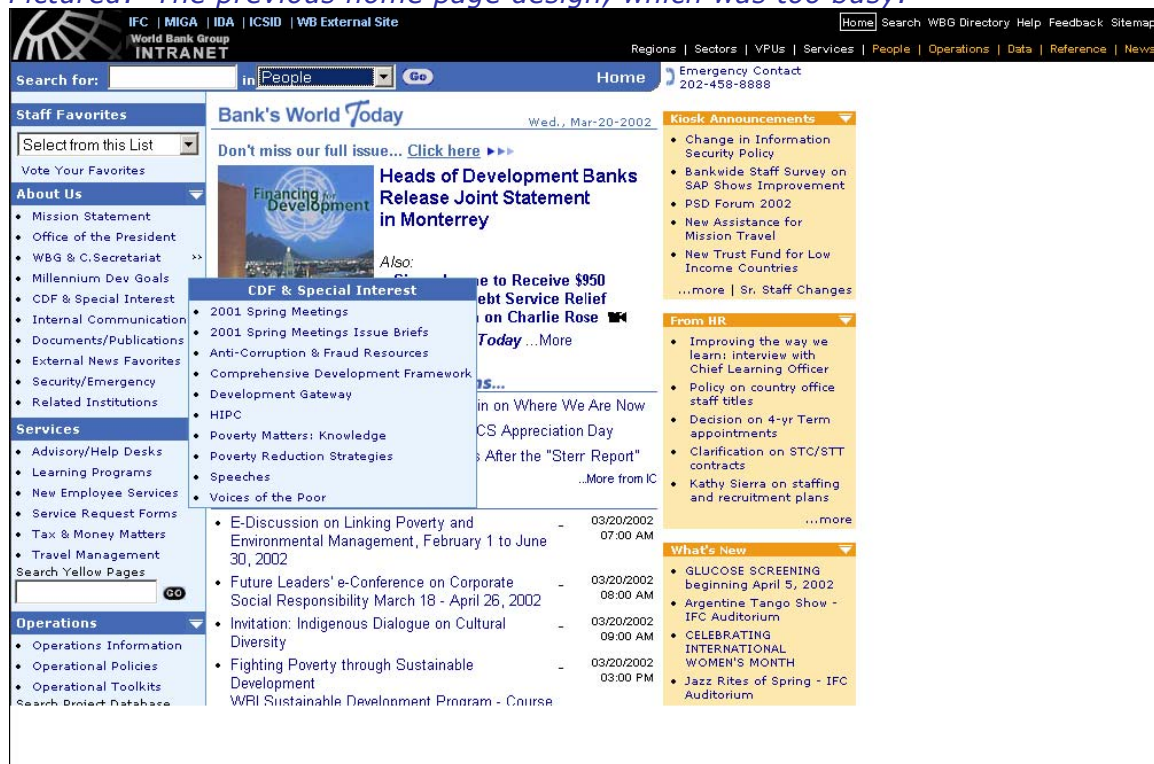 Pictured: The previous home page design, which was too busy.
IFC | MIGA | IDA | ICSID | WB External Site
World Bank Group
INTRANET
Home Search WBG Directory Help Feedback Sitemap
Regions | Sectors | VPUs | Services | People | Operations | Data | Reference | News
Search for: in People Go Home
Emergency Contact
202-458-8888
Staff Favorites
Select from this List
Vote Your Favorites
About Us
• Mission Statement
• Office of the President
• WBG & C.Secretariat >>
• Millennium Dev Goals
• CDF & Special Interest
• Internal Communication
• Documents/Publications
• External News Favorites
• Security/Emergency
• Related Institutions
Services
• Advisory/Help Desks
• Learning Programs
• New Employee Services
• Service Request Forms
• Tax & Money Matters
• Travel Management
Search Yellow Pages
GO
Operations
• Operations Information
• Operational Policies
• Operational Toolkits
Search Project Database
CDF & Special Interest
• 2001 Spring Meetings
• 2001 Spring Meetings Issue Briefs
• Anti-Corruption & Fraud Resources
• Comprehensive Development Framework
• Development Gateway
• HIPC
• Poverty Matters: Knowledge
• Poverty Reduction Strategies
• Speeches
• Voices of the Poor
Bank's World Today
Wed., Mar-20-2002
Don't miss our full issue... Click here
Financing for
Development
Heads of Development Banks
Release Joint Statement
in Monterrey
Also:
to Receive $950
Debt Service Relief
on Charlie Rose
Today ...More
in on Where We Are Now
CS Appreciation Day
After the "Sterr Report"
...More from IC
• E-Discussion on Linking Poverty and
Environmental Management, February 1 to June
30, 2002
03/20/2002
07:00 AM
• Future Leaders' e-Conference on Corporate
Social Responsibility March 18 - April 26, 2002
03/20/2002
08:00 AM
• Invitation: Indigenous Dialogue on Cultural
Diversity
03/20/2002
09:00 AM
• Fighting Poverty through Sustainable
Development
WBI Sustainable Development Program - Course
03/20/2002
03:00 PM
Kiosk Announcements
• Change in Information
Security Policy
• Bankwide Staff Survey on
SAP Shows Improvement
• PSD Forum 2002
• New Assistance for
Mission Travel
• New Trust Fund for Low
Income Countries
...more | Sr. Staff Changes
From HR
• Improving the way we
learn: interview with
Chief Learning Officer
• Policy on country office
staff titles
• Decision on 4-yr Term
appointments
• Clarification on STC/STT
contracts
• Kathy Sierra on staffing
and recruitment plans
...more
What's New
• GLUCOSE SCREENING
beginning April 5, 2002
• Argentine Tango Show -
IFC Auditorium
• CELEBRATING
INTERNATIONAL
WOMEN'S MONTH
• Jazz Rites of Spring - IFC
Auditorium